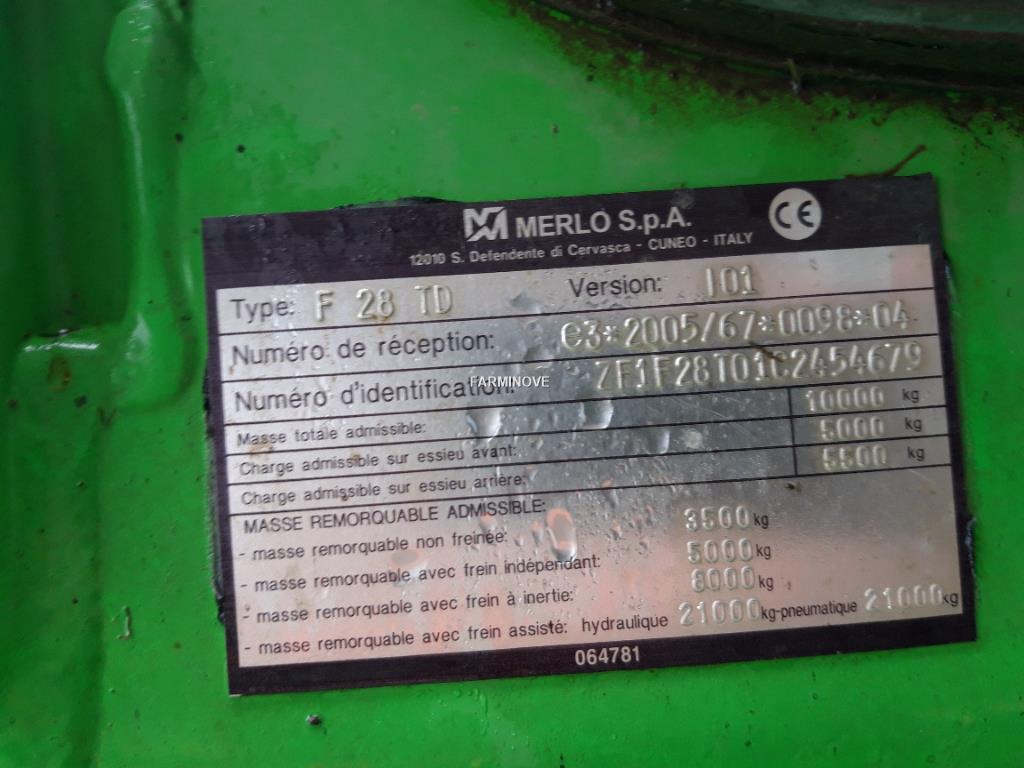 MERLO S.p.A. CE
12010 S. Defendente di Cervasca - CUNEO - ITALY
Type: F 28 TD Version: I01
Numéro de réception: e3*2005/67*0098*04
Numéro d'identification: ZF1F28T01C2454679
FARMINOVE
Masse totale admissible: 10000 kg
Charge admissible sur essieu avant: 5000 kg
Charge admissible sur essieu arrière: 5500 kg
MASSE REMORQUABLE ADMISSIBLE:
- masse remorquable non freinée: 3500 kg
- masse remorquable avec frein indépendant: 5000 kg
- masse remorquable avec frein à inertie: 8000 kg
- masse remorquable avec frein assisté: hydraulique 21000 kg-pneumatique 21000 kg
064781